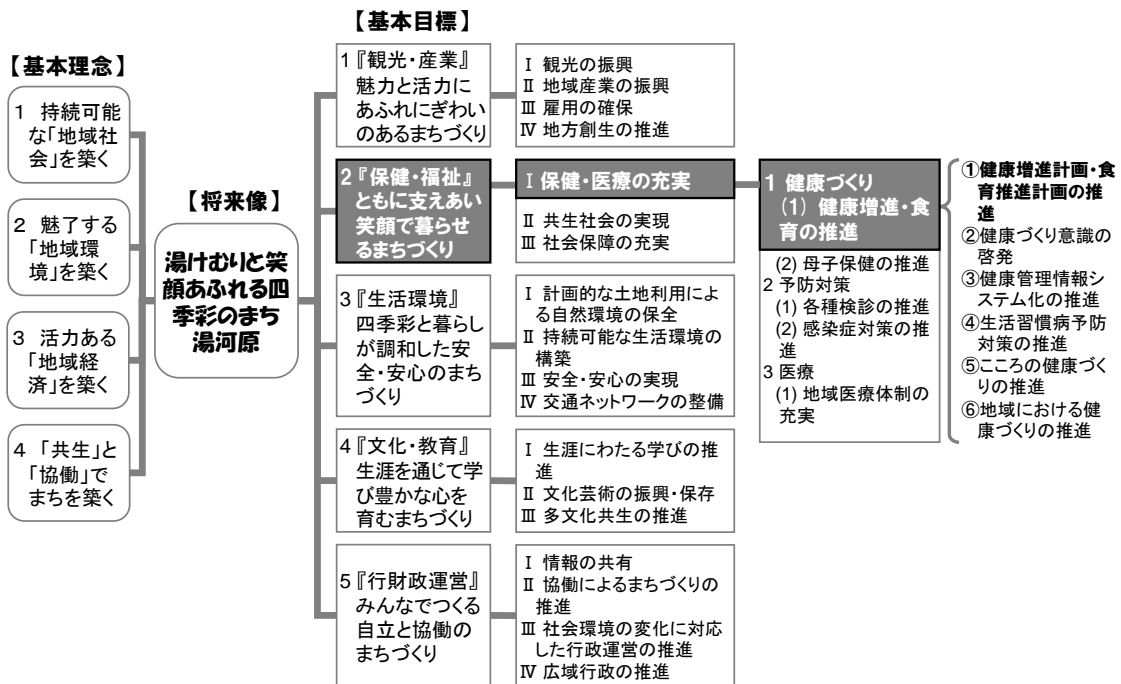 【基本理念】
1 持続可能
な「地域社
会」を築く
2 魅了する
「地域環
境」を築く
3 活力ある
「地域経
済」を築く
4 「共生」と
「協働」で
まちを築く
【将来像】
湯けむりと笑
顔あふれる四
季彩のまち
湯河原
【基本目標】
1『観光・産業』
魅力と活力に
あふれにぎわい
のあるまちづくり
Ⅰ 観光の振興
Ⅱ 地域産業の振興
Ⅲ 雇用の確保
Ⅳ 地方創生の推進
2『保健・福祉』
ともに支えあい
笑顔で暮らせ
るまちづくり
Ⅰ 保健・医療の充実
Ⅱ 共生社会の実現
Ⅲ 社会保障の充実
1 健康づくり
(1) 健康増進・食
育の推進
(2) 母子保健の推進
2 予防対策
(1) 各種検診の推進
(2) 感染症対策の推
進
3 医療
(1) 地域医療体制の
充実
①健康増進計画・食
育推進計画の推
進
②健康づくり意識の
啓発
③健康管理情報シ
ステム化の推進
④生活習慣病予防
対策の推進
⑤こころの健康づく
りの推進
⑥地域における健
康づくりの推進
3『生活環境』
四季彩と暮らし
が調和した安
全・安心のまち
づくり
Ⅰ 計画的な土地利用によ
る自然環境の保全
Ⅱ 持続可能な生活環境の
構築
Ⅲ 安全・安心の実現
Ⅳ 交通ネットワークの整備
4『文化・教育』
生涯を通じて学
び豊かな心を
育むまちづくり
Ⅰ 生涯にわたる学びの推
進
Ⅱ 文化芸術の振興・保存
Ⅲ 多文化共生の推進
5『行財政運営』
みんなでつくる
自立と協働の
まちづくり
Ⅰ 情報の共有
Ⅱ 協働によるまちづくりの
推進
Ⅲ 社会環境の変化に対応
した行政運営の推進
Ⅳ 広域行政の推進